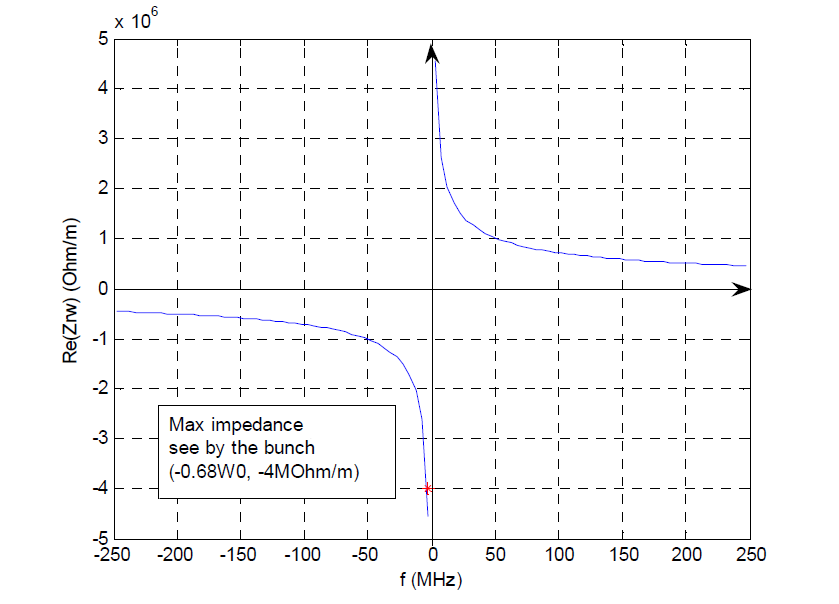 x 10^6
5
4
3
2
1
0
-1
-2
-3
-4
-5
Re(Zrw) (Ohm/m)
Max impedance
see by the bunch
(-0.68W0, -4MOhm/m)
-250 -200 -150 -100 -50 0 50 100 150 200 250
f (MHz)